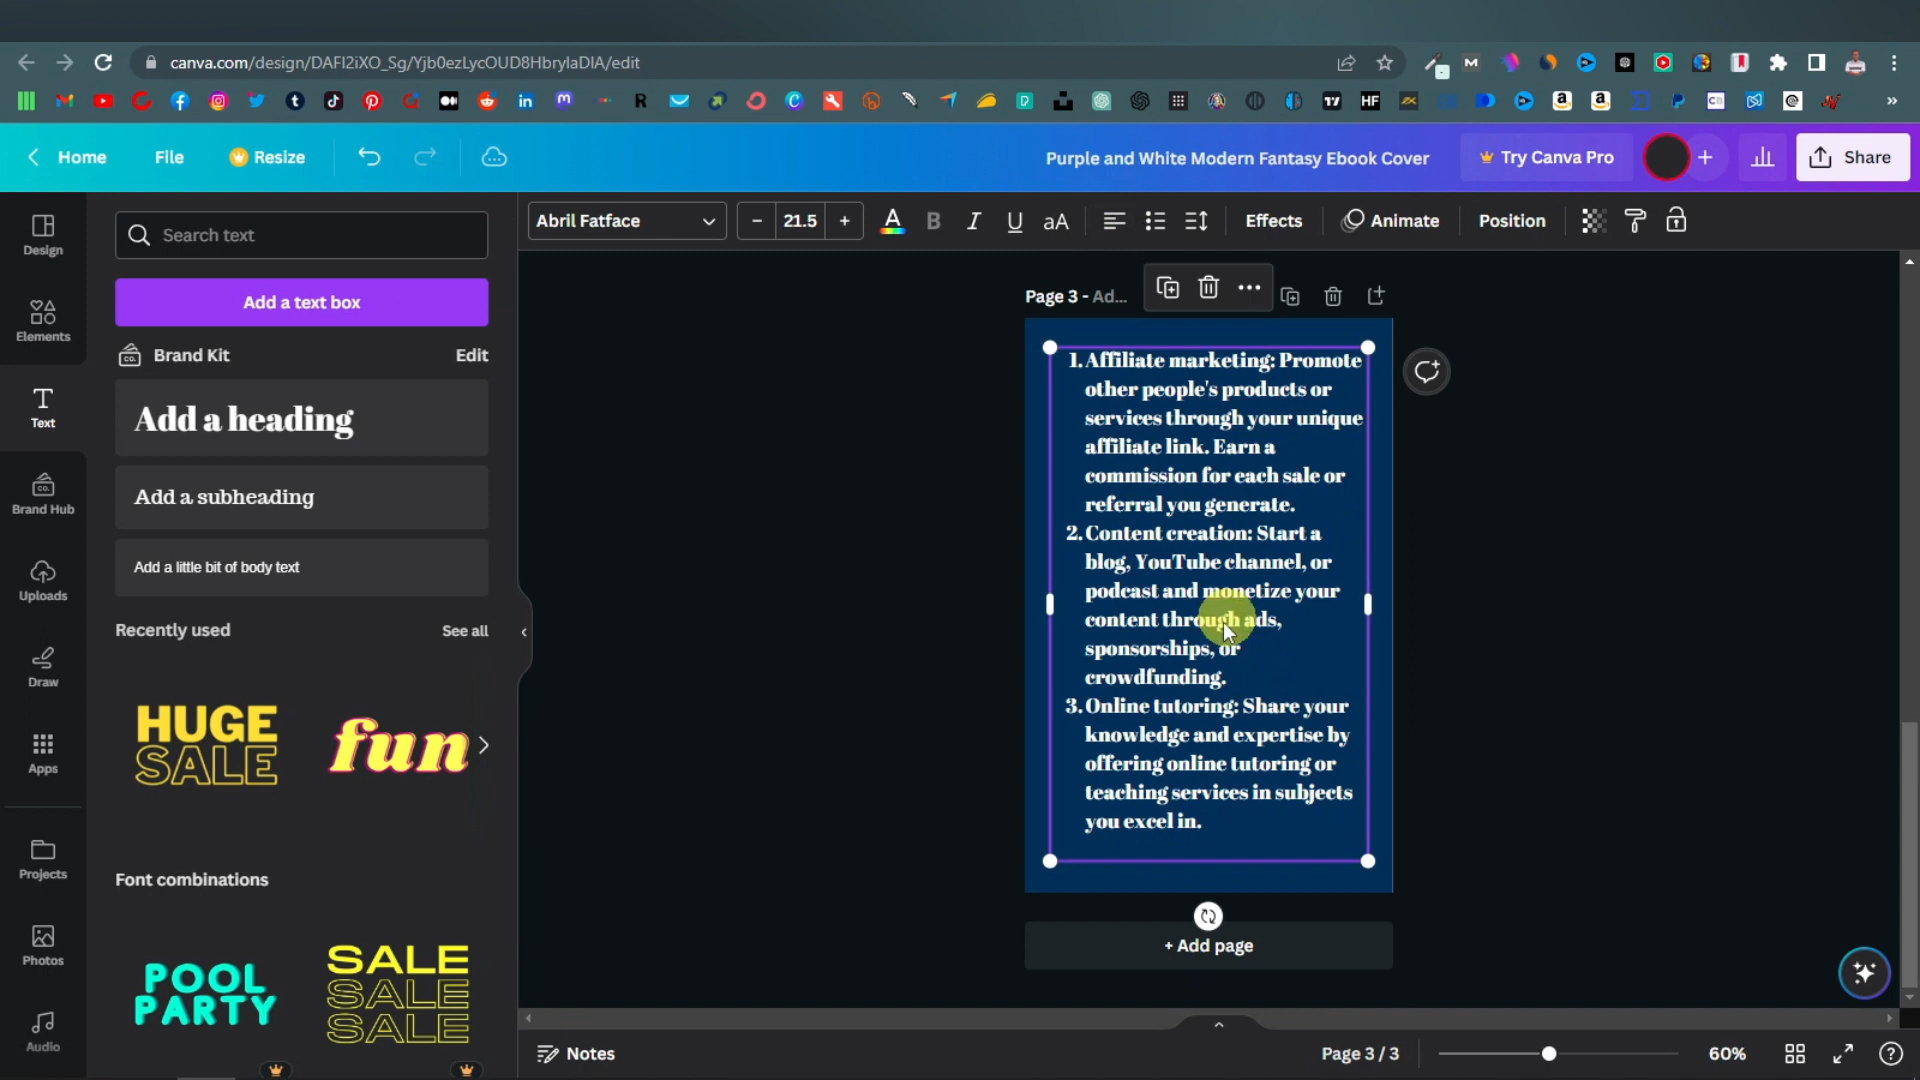 canva.com/design/DAFI2iXO_Sg/Yjb0ezLycOUD8HbrylaDIA/edit
Home
File
Resize
Purple and White Modern Fantasy Ebook Cover
Try Canva Pro
+
Share
Design
Elements
Text
Brand Hub
Uploads
Draw
Apps
Projects
Photos
Audio
Search text
Add a text box
Brand Kit
Edit
Add a heading
Add a subheading
Add a little bit of body text
Recently used
See all
HUGE
SALE
fun
Font combinations
POOL
PARTY
SALE
SALE
SALE
Abril Fatface
- 21.5 +
A B I U aA
Effects
Animate
Position
Page 3 - Ad...
1. Affiliate marketing: Promote
other people's products or
services through your unique
affiliate link. Earn a
commission for each sale or
referral you generate.
2. Content creation: Start a
blog, YouTube channel, or
podcast and monetize your
content through ads,
sponsorships, or
crowdfunding.
3. Online tutoring: Share your
knowledge and expertise by
offering online tutoring or
teaching services in subjects
you excel in.
+ Add page
Notes
Page 3 / 3
60%